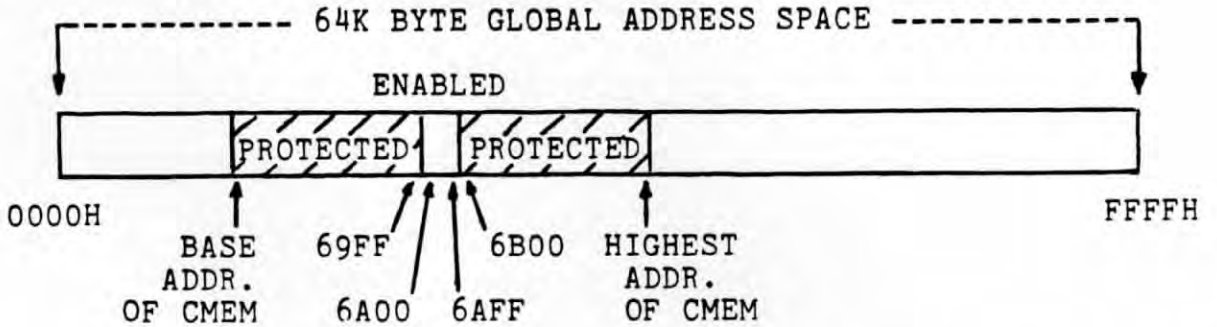 64K BYTE GLOBAL ADDRESS SPACE
ENABLED
PROTECTED PROTECTED
0000H FFFFH
BASE 69FF 6B00 HIGHEST
ADDR. ADDR.
OF CMEM 6A00 6AFF OF CMEM